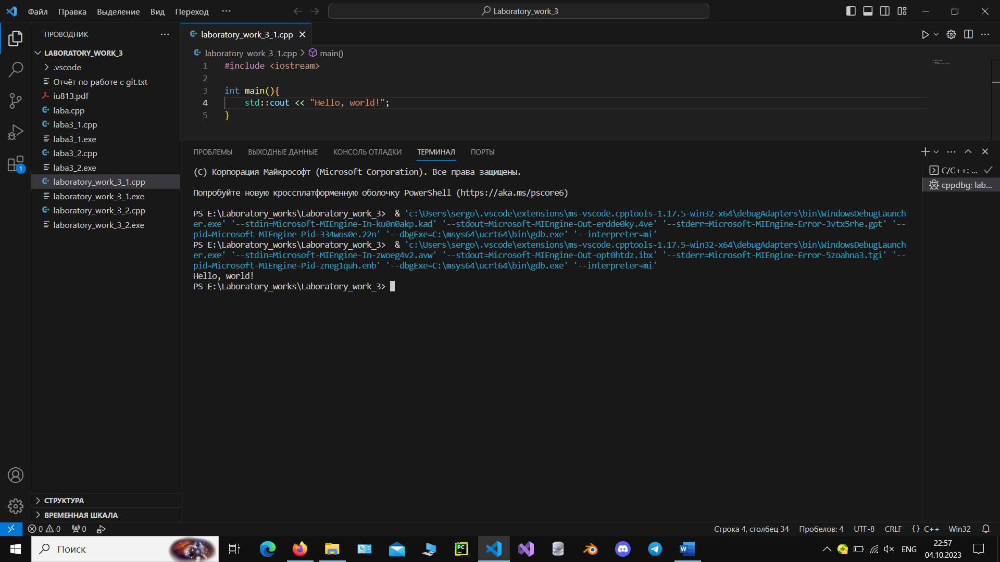 Файл Правка Выделение Вид Переход ···
Laboratory_work_3
ПРОВОДНИК
LABORATORY_WORK_3
.vscode
Отчёт по работе с git.txt
iu813.pdf
laba.cpp
laba3_1.cpp
laba3_1.exe
laba3_2.cpp
laba3_2.exe
laboratory_work_3_1.cpp
laboratory_work_3_1.exe
laboratory_work_3_2.cpp
laboratory_work_3_2.exe
1
СТРУКТУРА
ВРЕМЕННАЯ ШКАЛА
laboratory_work_3_1.cpp
laboratory_work_3_1.cpp > main()
1 #include <iostream>
2
3 int main(){
4 std::cout << "Hello, world!";
5 }
ПРОБЛЕМЫ ВЫХОДНЫЕ ДАННЫЕ КОНСОЛЬ ОТЛАДКИ ТЕРМИНАЛ ПОРТЫ
(C) Корпорация Майкрософт (Microsoft Corporation). Все права защищены.
Попробуйте новую кроссплатформенную оболочку PowerShell (https://aka.ms/pscore6)
PS E:\Laboratory_works\Laboratory_work_3>  & 'c:\Users\sergo\.vscode\extensions\ms-vscode.cpptools-1.17.5-win32-x64\debugAdapters\bin\WindowsDebugLaunch
er.exe' '--stdin=Microsoft-MIEngine-In-ku0n0akp.kad' '--stdout=Microsoft-MIEngine-Out-erdde0ky.4ve' '--stderr=Microsoft-MIEngine-Error-3vtx5rhe.gpt' '--
pid=Microsoft-MIEngine-Pid-334wos0e.22n' '--dbgExe=C:\msys64\ucrt64\bin\gdb.exe' '--interpreter=mi'
PS E:\Laboratory_works\Laboratory_work_3>  & 'c:\Users\sergo\.vscode\extensions\ms-vscode.cpptools-1.17.5-win32-x64\debugAdapters\bin\WindowsDebugLaunch
er.exe' '--stdin=Microsoft-MIEngine-In-zwoeg4v2.avw' '--stdout=Microsoft-MIEngine-Out-opt0htdz.ibx' '--stderr=Microsoft-MIEngine-Error-5zoahna3.tgi' '--
pid=Microsoft-MIEngine-Pid-zneg1quh.enb' '--dbgExe=C:\msys64\ucrt64\bin\gdb.exe' '--interpreter=mi'
Hello, world!
PS E:\Laboratory_works\Laboratory_work_3>
C/C++: ...
cppdbg: lab...
0 0 0
Строка 4, столбец 34 Пробелов: 4 UTF-8 CRLF {} C++ Win32
Поиск
PC
ENG
22:57
04.10.2023